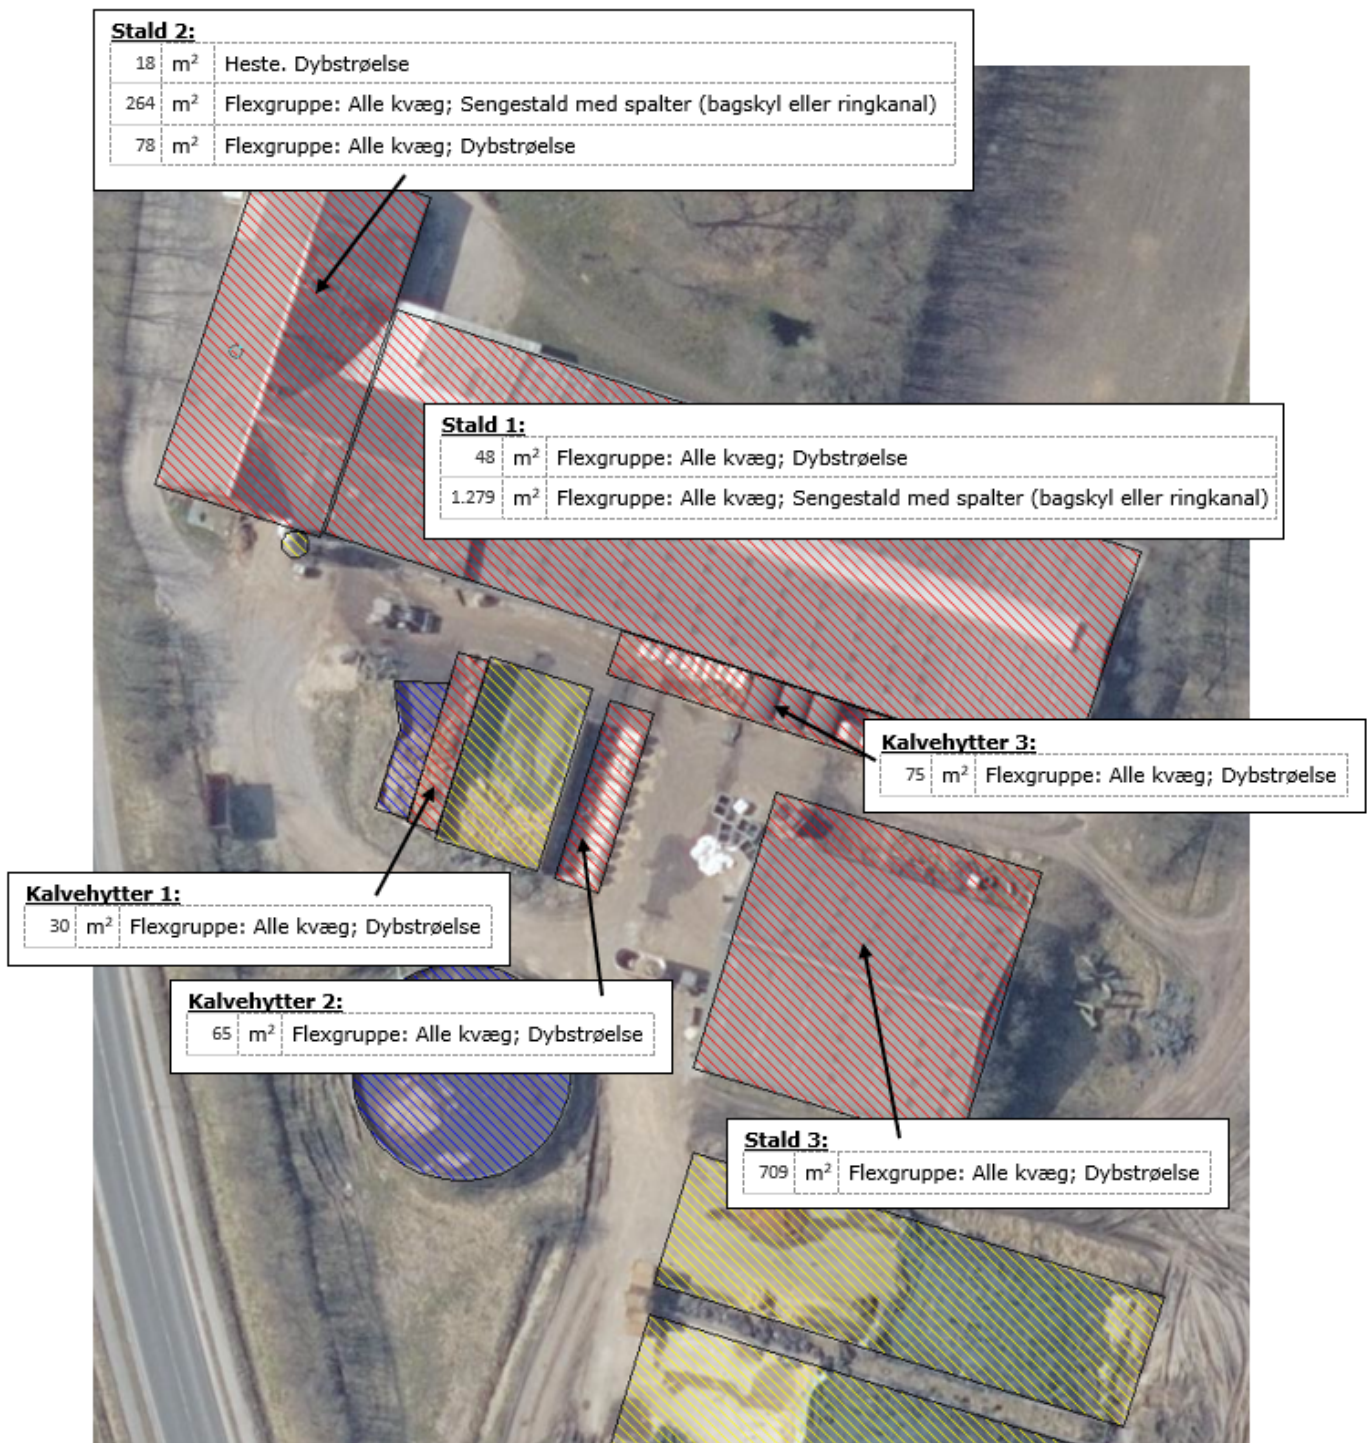 Stald 2:
18 m² Heste. Dybstrøelse
264 m² Flexgruppe: Alle kvæg; Sengestald med spalter (bagskyl eller ringkanal)
78 m² Flexgruppe: Alle kvæg; Dybstrøelse
Stald 1:
48 m² Flexgruppe: Alle kvæg; Dybstrøelse
1.279 m² Flexgruppe: Alle kvæg; Sengestald med spalter (bagskyl eller ringkanal)
Kalvehytter 3:
75 m² Flexgruppe: Alle kvæg; Dybstrøelse
Kalvehytter 1:
30 m² Flexgruppe: Alle kvæg; Dybstrøelse
Kalvehytter 2:
65 m² Flexgruppe: Alle kvæg; Dybstrøelse
Stald 3:
709 m² Flexgruppe: Alle kvæg; Dybstrøelse